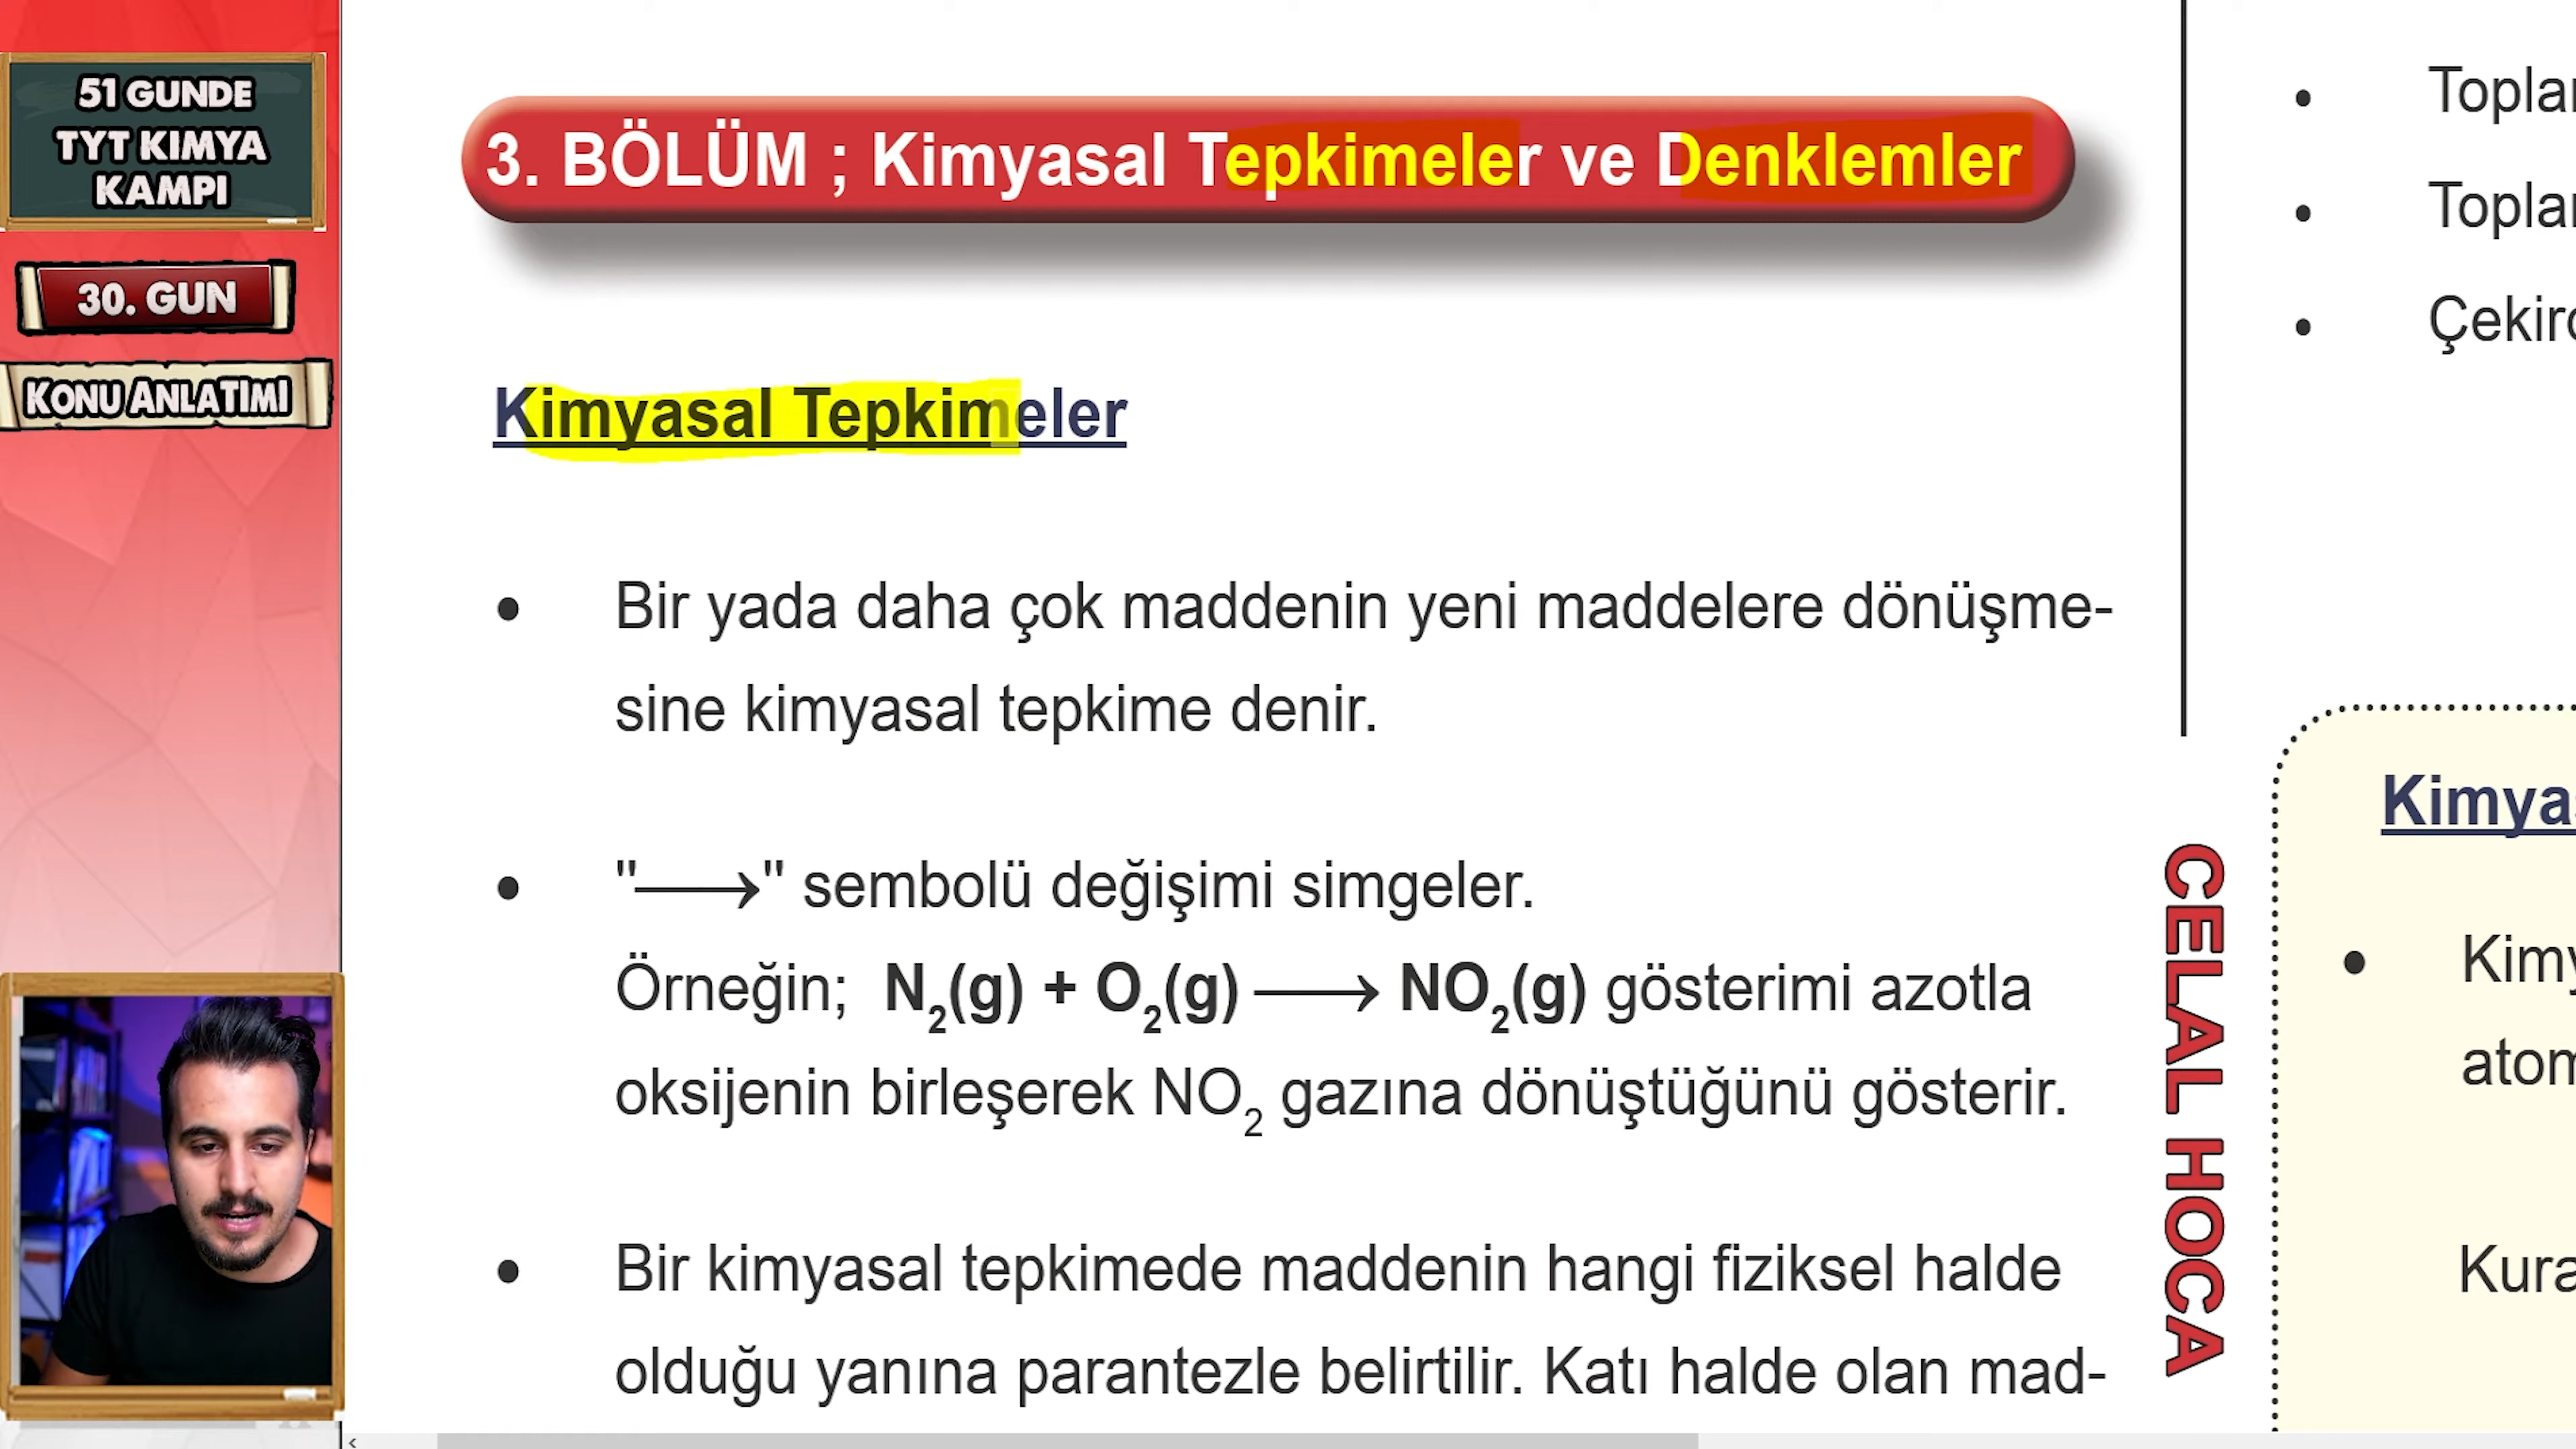 51 GUNDE
TYT KIMYA
KAMPI
30. GUN
KONU ANLATIMI
3. BÖLÜM ; Kimyasal Tepkimeler ve Denklemler
Kimyasal Tepkimeler
• Bir yada daha çok maddenin yeni maddelere dönüşme-
sine kimyasal tepkime denir.
• "⟶" sembolü değişimi simgeler.
Örneğin; N₂(g) + O₂(g) ⟶ NO₂(g) gösterimi azotla
oksijenin birleşerek NO₂ gazına dönüştüğünü gösterir.
• Bir kimyasal tepkimede maddenin hangi fiziksel halde
olduğu yanına parantezle belirtilir. Katı halde olan mad-
CELAL HOCA